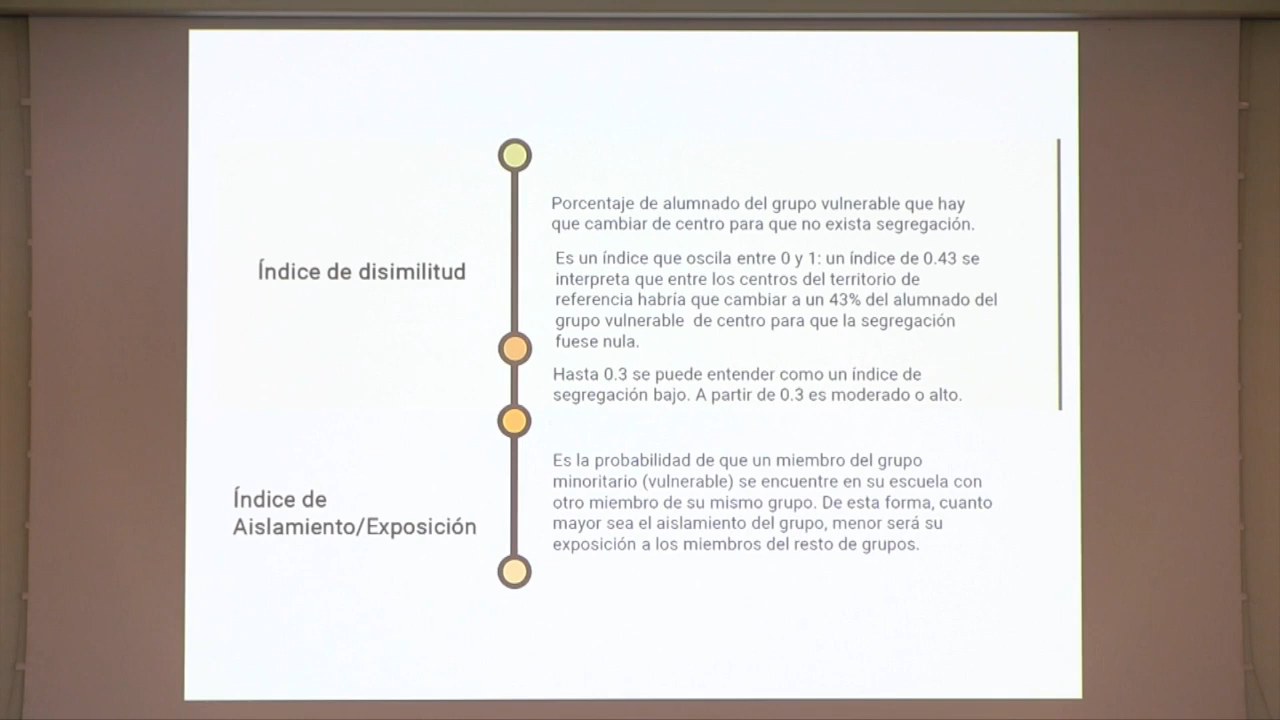 Índice de disimilitud
Porcentaje de alumnado del grupo vulnerable que hay
que cambiar de centro para que no exista segregación.
Es un índice que oscila entre 0 y 1: un índice de 0.43 se
interpreta que entre los centros del territorio de
referencia habría que cambiar a un 43% del alumnado del
grupo vulnerable  de centro para que la segregación
fuese nula.
Hasta 0.3 se puede entender como un índice de
segregación bajo. A partir de 0.3 es moderado o alto.
Índice de
Aislamiento/Exposición
Es la probabilidad de que un miembro del grupo
minoritario (vulnerable) se encuentre en su escuela con
otro miembro de su mismo grupo. De esta forma, cuanto
mayor sea el aislamiento del grupo, menor será su
exposición a los miembros del resto de grupos.